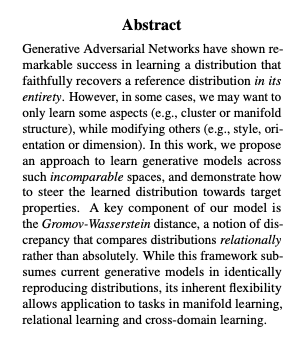 Abstract
Generative Adversarial Networks have shown re-
markable success in learning a distribution that
faithfully recovers a reference distribution in its
entirety. However, in some cases, we may want to
only learn some aspects (e.g., cluster or manifold
structure), while modifying others (e.g., style, ori-
entation or dimension). In this work, we propose
an approach to learn generative models across
such incomparable spaces, and demonstrate how
to steer the learned distribution towards target
properties. A key component of our model is
the Gromov-Wasserstein distance, a notion of dis-
crepancy that compares distributions relationally
rather than absolutely. While this framework sub-
sumes current generative models in identically
reproducing distributions, its inherent flexibility
allows application to tasks in manifold learning,
relational learning and cross-domain learning.